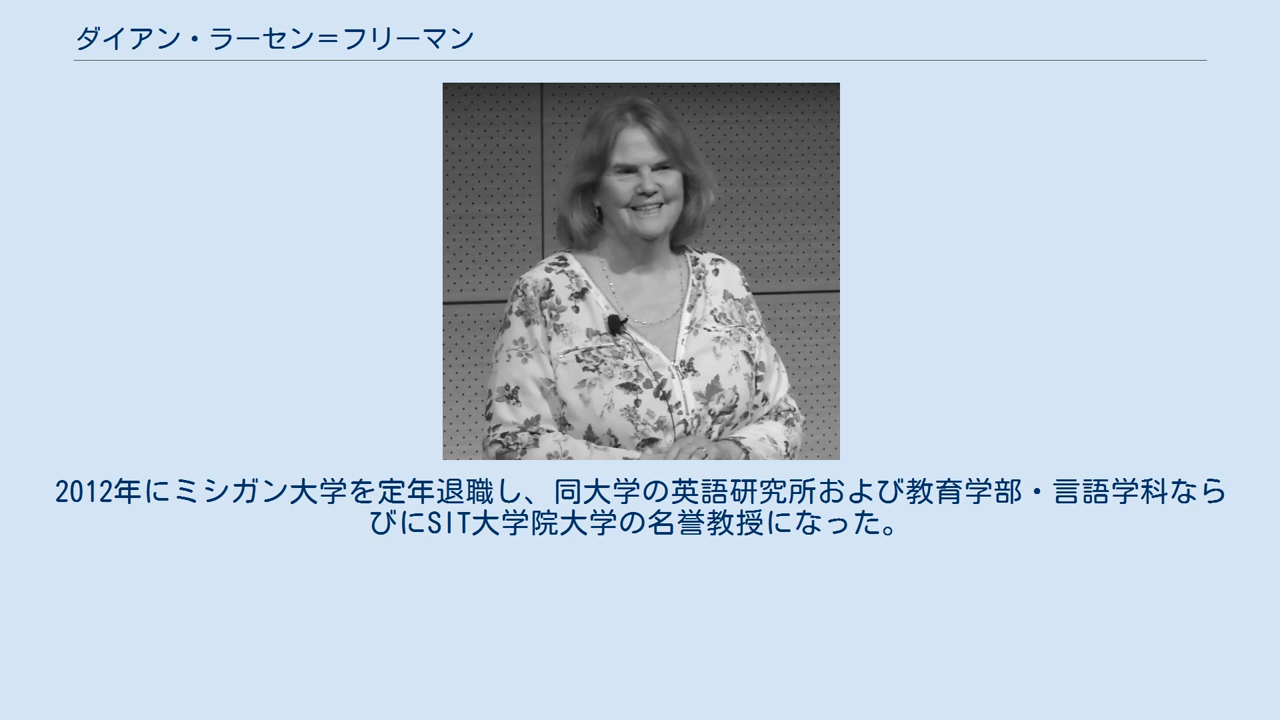 ダイアン・ラーセン＝フリーマン
2012年にミシガン大学を定年退職し、同大学の英語研究所および教育学部・言語学科なら
びにSIT大学院大学の名誉教授になった。